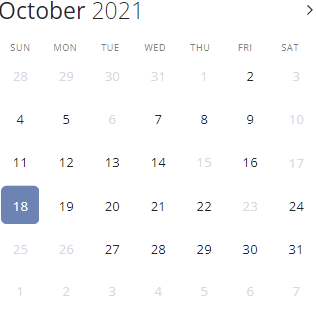 October 2021
SUN MON TUE WED THU FRI SAT
28 29 30 31 1 2 3
4 5 6 7 8 9 10
11 12 13 14 15 16 17
18 19 20 21 22 23 24
25 26 27 28 29 30 31
1 2 3 4 5 6 7